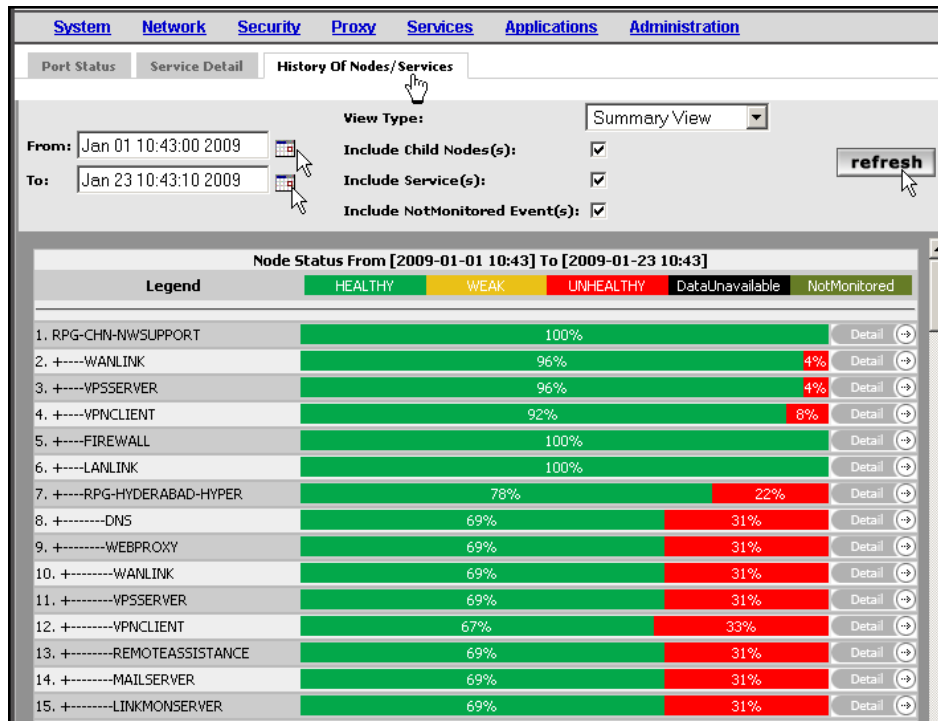 System Network Security Proxy Services Applications Administration
Port Status Service Detail History Of Nodes/Services
View Type: Summary View
From: Jan 01 10:43:00 2009
Include Child Nodes(s):
refresh
To: Jan 23 10:43:10 2009
Include Service(s):
Include NotMonitored Event(s):
Node Status From [2009-01-01 10:43] To [2009-01-23 10:43]
Legend HEALTHY WEAK UNHEALTHY DataUnavailable NotMonitored
1. RPG-CHN-NWSUPPORT 100% Detail
2. +----WANLINK 96% 4% Detail
3. +----VPSSERVER 96% 4% Detail
4. +----VPNCLIENT 92% 8% Detail
5. +----FIREWALL 100% Detail
6. +----LANLINK 100% Detail
7. +----RPG-HYDERABAD-HYPER 78% 22% Detail
8. +--------DNS 69% 31% Detail
9. +--------WEBPROXY 69% 31% Detail
10. +--------WANLINK 69% 31% Detail
11. +--------VPSSERVER 69% 31% Detail
12. +--------VPNCLIENT 67% 33% Detail
13. +--------REMOTEASSISTANCE 69% 31% Detail
14. +--------MAILSERVER 69% 31% Detail
15. +--------LINKMONSERVER 69% 31% Detail